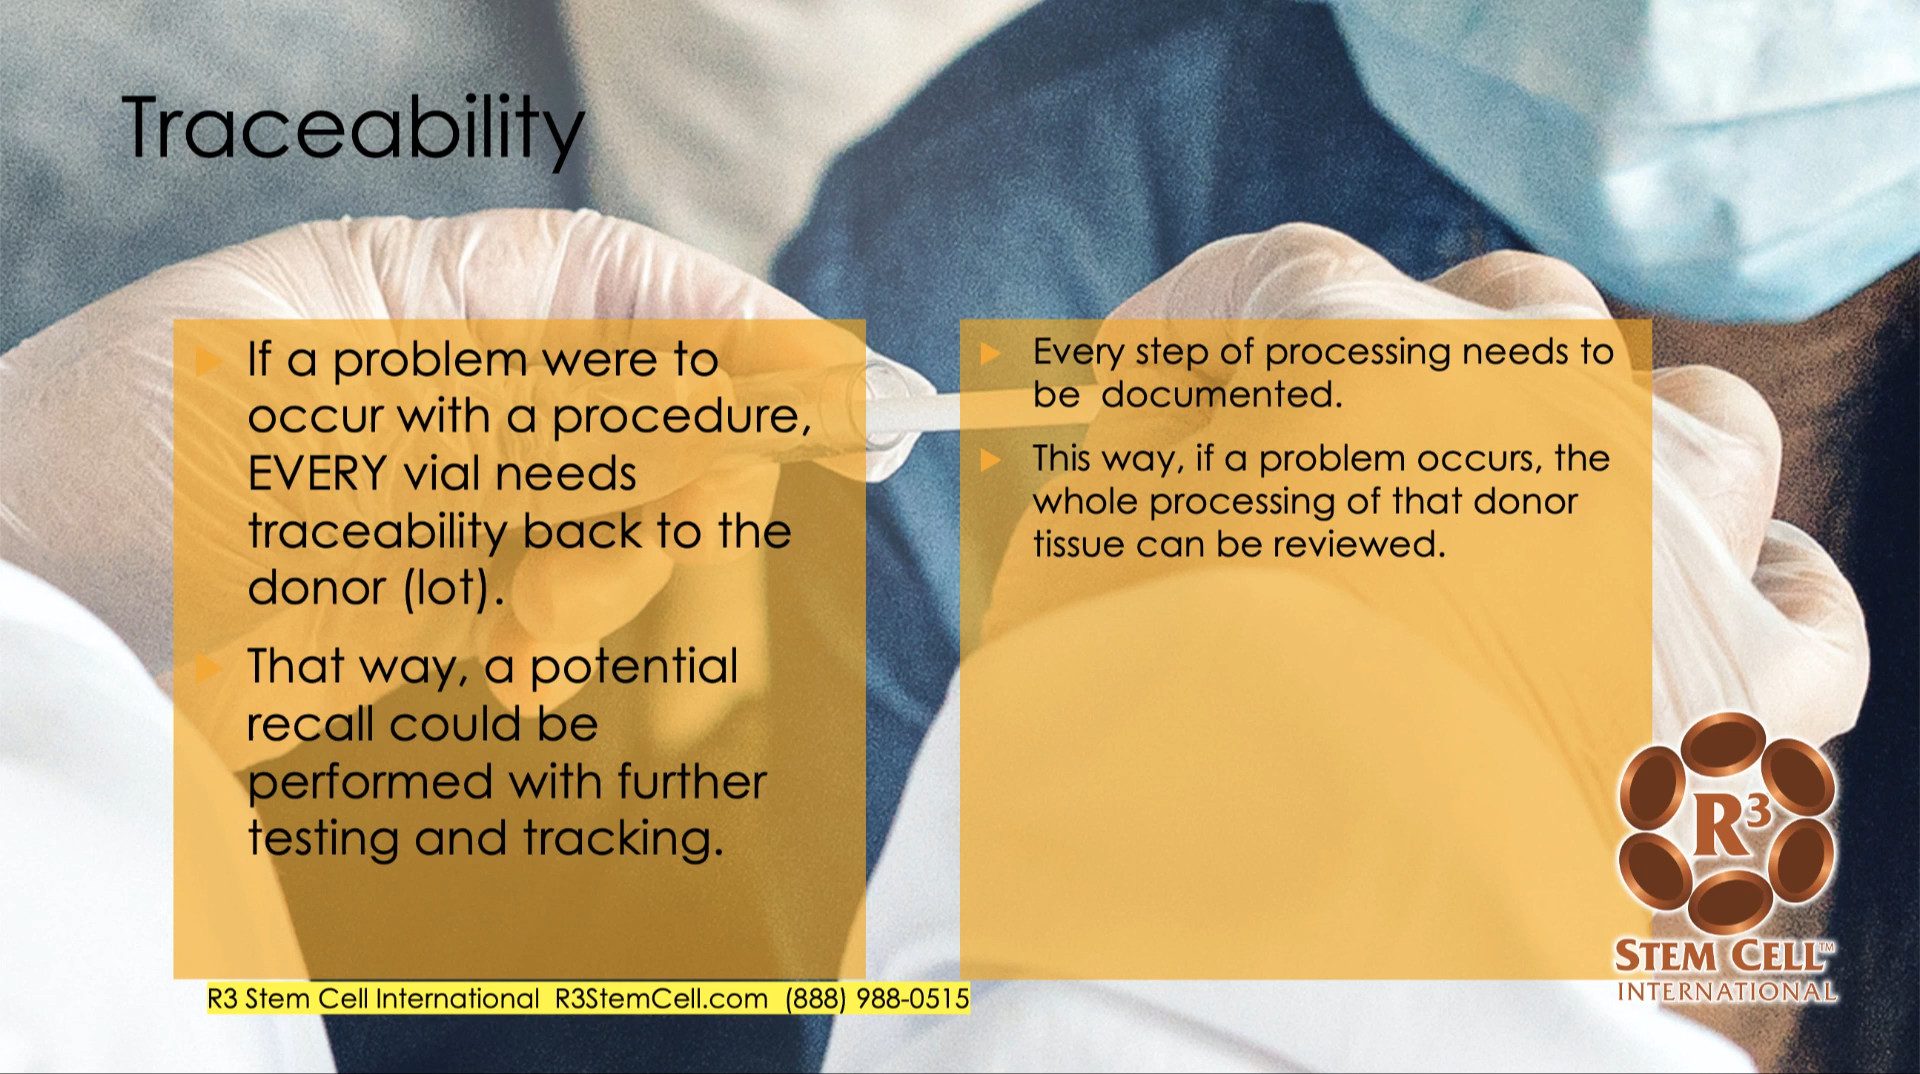 Traceability
If a problem were to
occur with a procedure,
EVERY vial needs
traceability back to the
donor (lot).
That way, a potential
recall could be
performed with further
testing and tracking.
Every step of processing needs to
be  documented.
This way, if a problem occurs, the
whole processing of that donor
tissue can be reviewed.
R3 Stem Cell International  R3StemCell.com  (888) 988-0515
R³
STEM CELL™
INTERNATIONAL